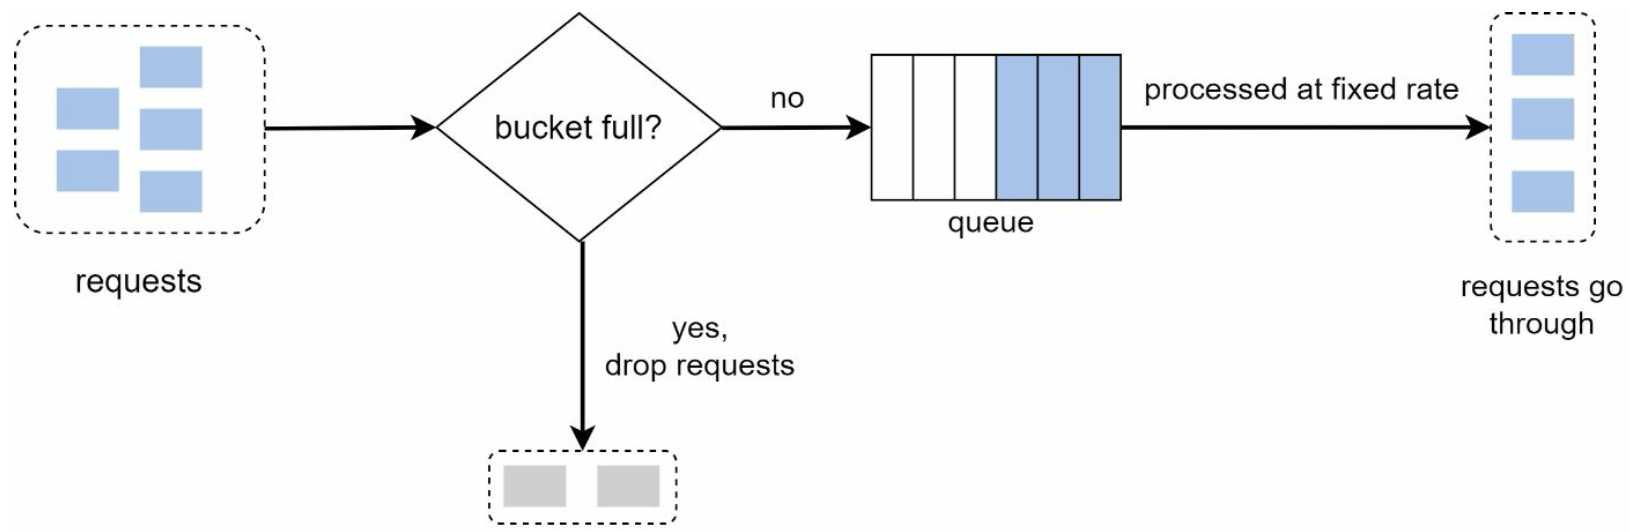 requests
bucket full?
no
yes,
drop requests
queue
processed at fixed rate
requests go
through